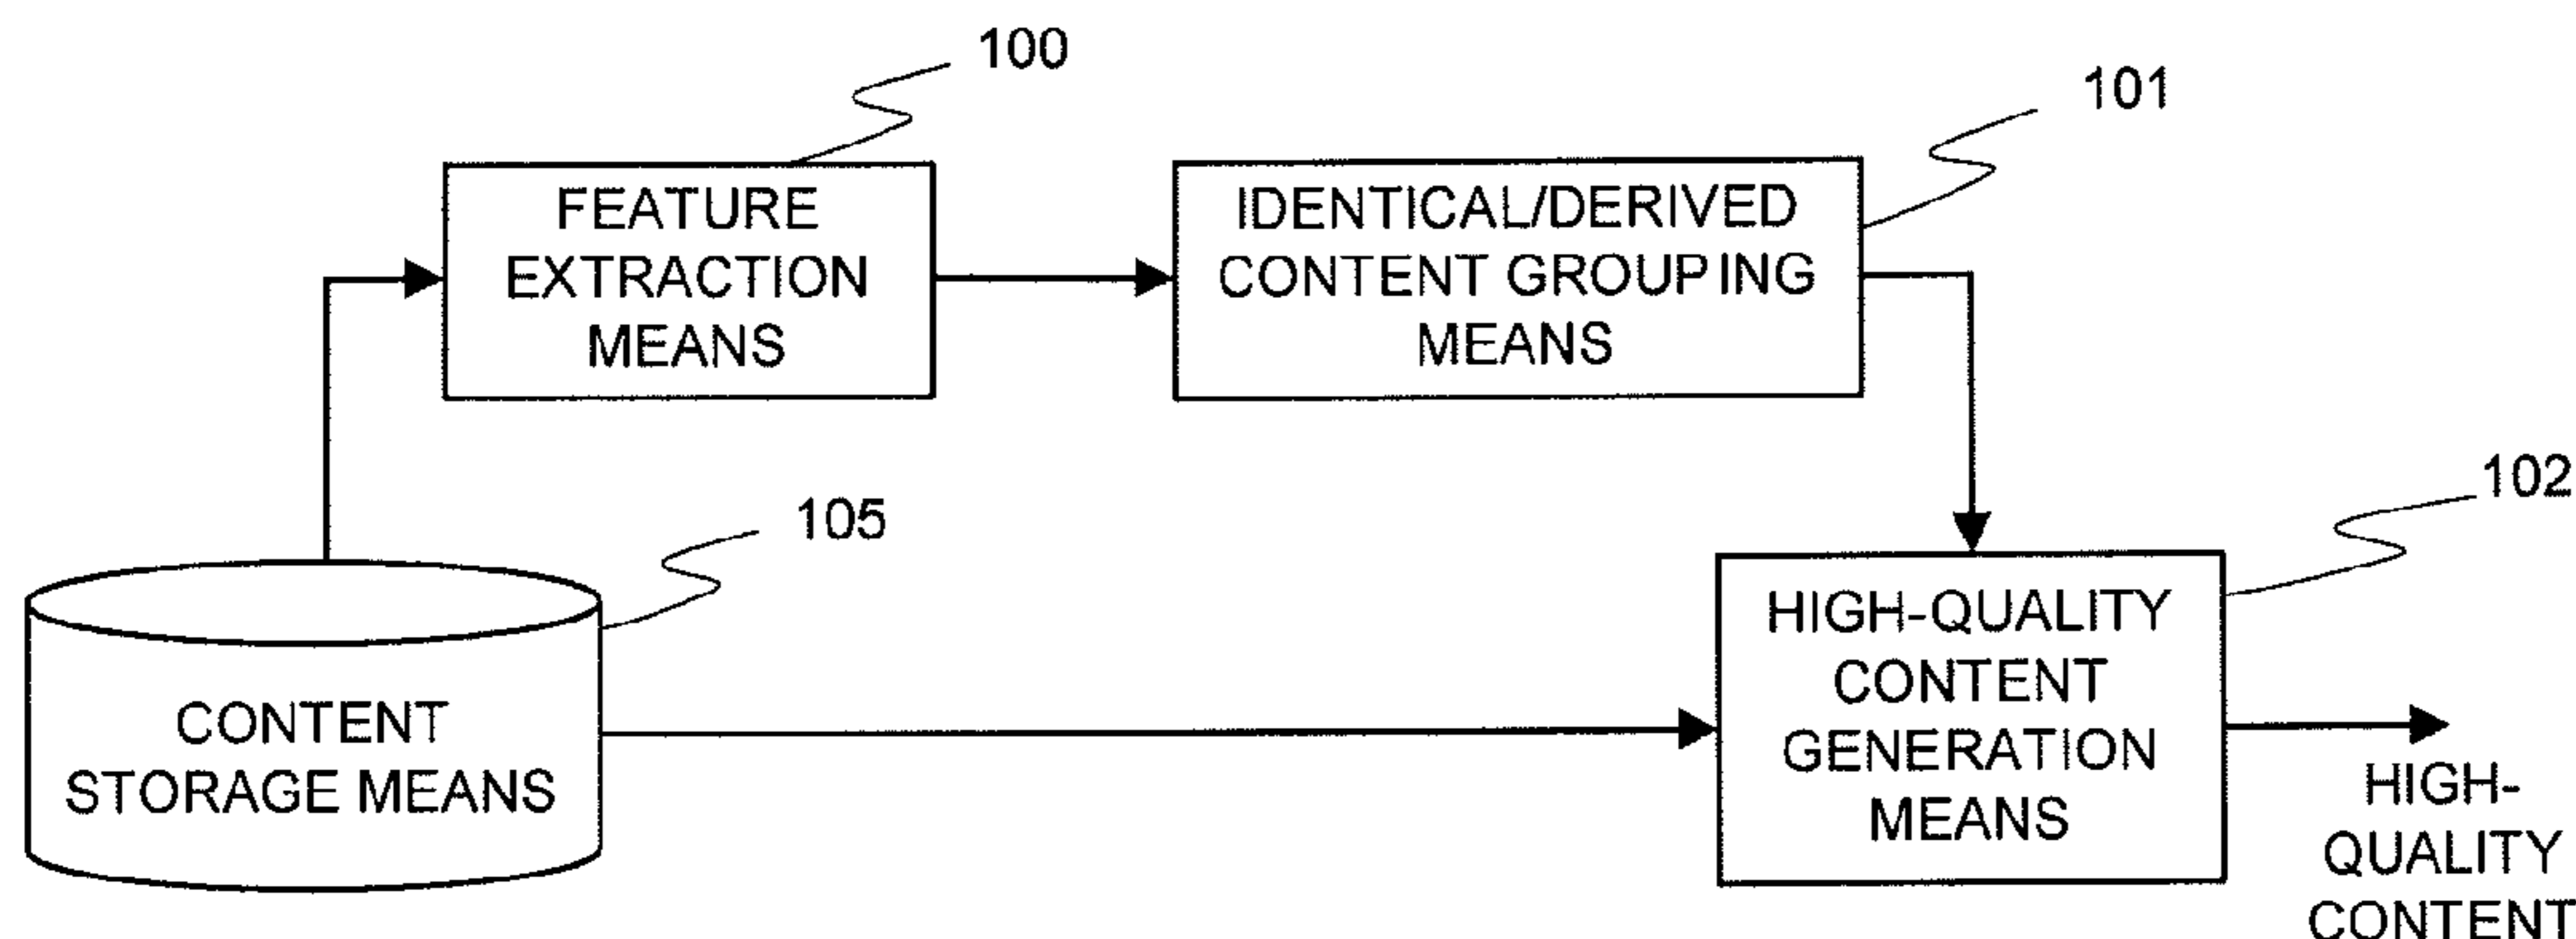 100
101
FEATURE
EXTRACTION
MEANS
IDENTICAL/DERIVED
CONTENT GROUPING
MEANS
105
102
CONTENT
STORAGE MEANS
HIGH-QUALITY
CONTENT
GENERATION
MEANS
HIGH-
QUALITY
CONTENT